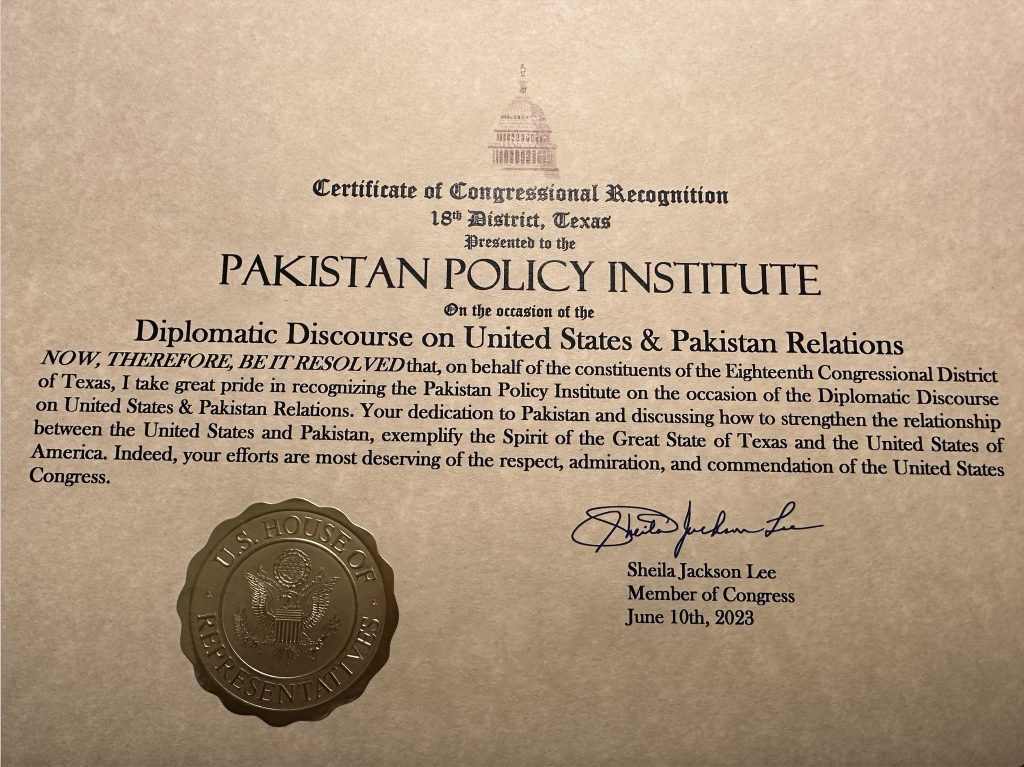 Certificate of Congressional Recognition
18th District, Texas
Presented to the
PAKISTAN POLICY INSTITUTE
On the occasion of the
Diplomatic Discourse on United States & Pakistan Relations
NOW, THEREFORE, BE IT RESOLVED that, on behalf of the constituents of the Eighteenth Congressional District
of Texas, I take great pride in recognizing the Pakistan Policy Institute on the occasion of the Diplomatic Discourse
on United States & Pakistan Relations. Your dedication to Pakistan and discussing how to strengthen the relationship
between the United States and Pakistan, exemplify the Spirit of the Great State of Texas and the United States of
America. Indeed, your efforts are most deserving of the respect, admiration, and commendation of the United States
Congress.
U.S. HOUSE OF
REPRESENTATIVES
Sheila Jackson Lee
Sheila Jackson Lee
Member of Congress
June 10th, 2023